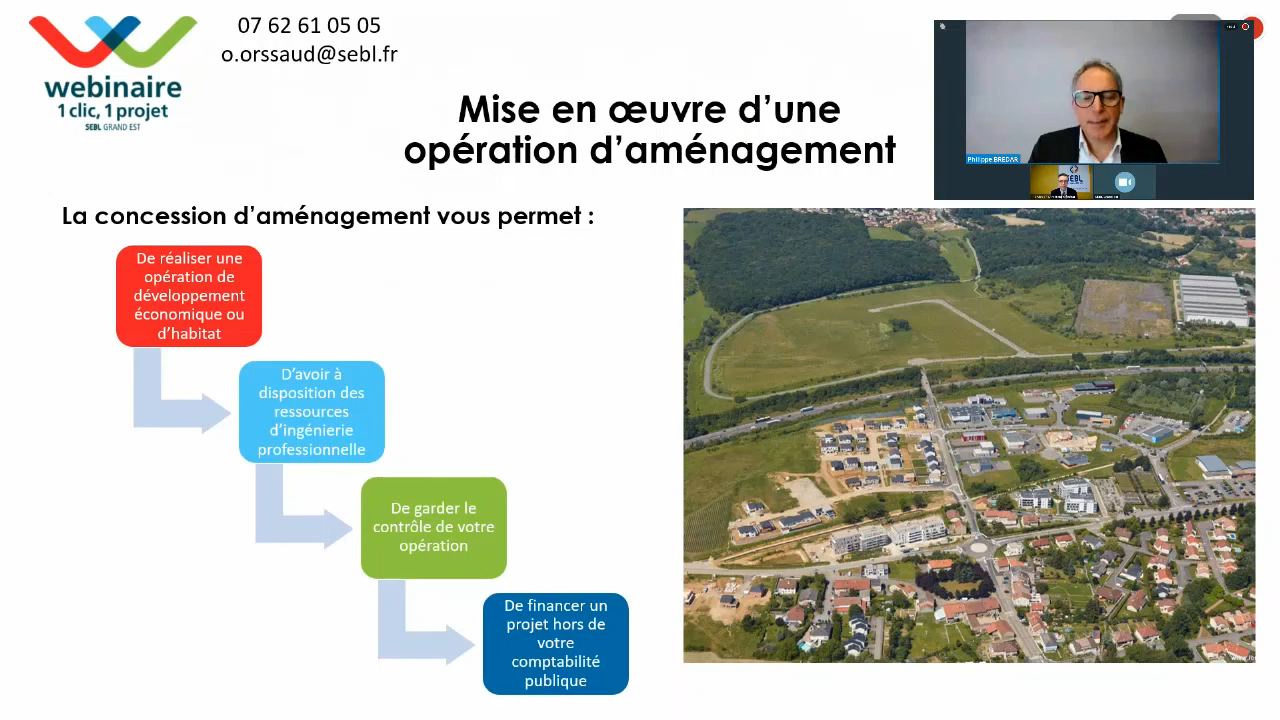 07 62 61 05 05
o.orssaud@sebl.fr
webinaire
1 clic, 1 projet
SEBL GRAND EST
Mise en œuvre d'une
opération d'aménagement
Philippe BREDAR
SEBL
La concession d'aménagement vous permet :
De réaliser une
opération de
développement
économique ou
d'habitat
D'avoir à
disposition des
ressources
d'ingénierie
professionnelle
De garder le
contrôle de votre
opération
De financer un
projet hors de
votre
comptabilité
publique